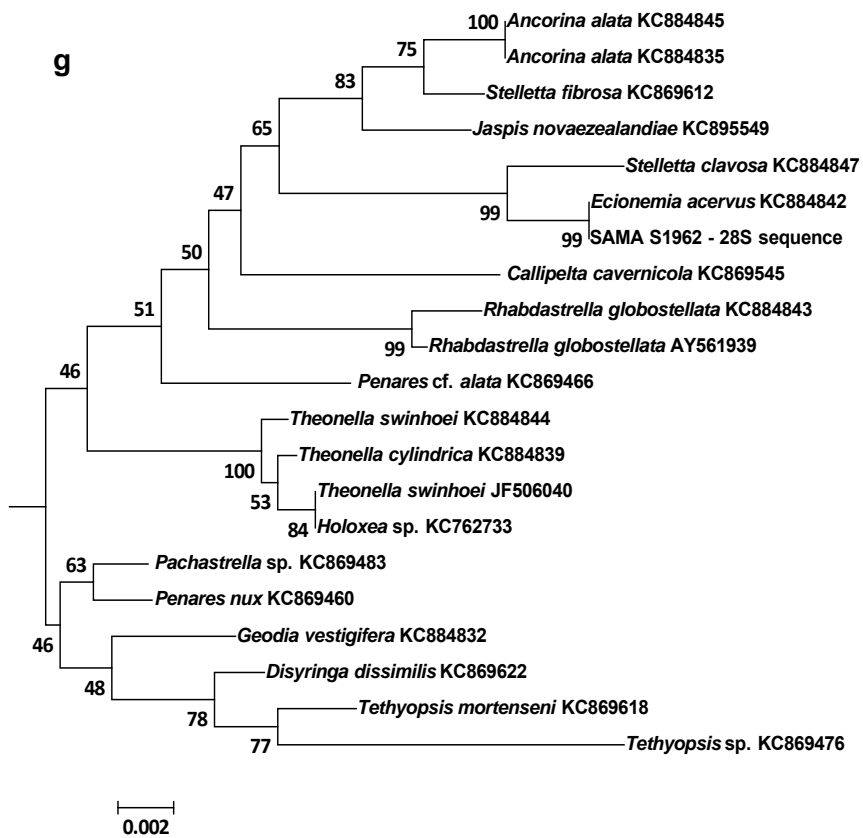 g
100 Ancorina alata KC884845
Ancorina alata KC884835
75
Stelletta fibrosa KC869612
83
Jaspis novaezealandiae KC895549
65
Stelletta clavosa KC884847
47
Ecionemia acervus KC884842
99
99 SAMA S1962 - 28S sequence
50
Callipelta cavernicola KC869545
51
Rhabdastrella globostellata KC884843
99 Rhabdastrella globostellata AY561939
46
Penares cf. alata KC869466
Theonella swinhoei KC884844
Theonella cylindrica KC884839
100
Theonella swinhoei JF506040
53
84 Holoxea sp. KC762733
63
Pachastrella sp. KC869483
Penares nux KC869460
46
Geodia vestigifera KC884832
Disyringa dissimilis KC869622
48
Tethyopsis mortenseni KC869618
78
77
Tethyopsis sp. KC869476
0.002